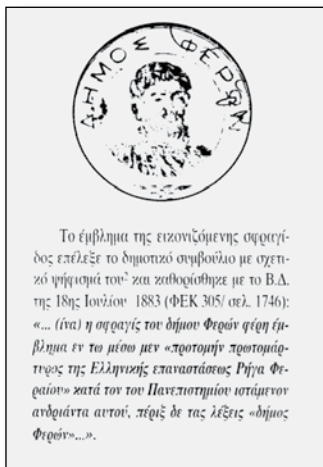 ΔΗΜΟΣ ΦΕΡΩΝ
Το έμβλημα της εικονιζόμενης σφραγί-
δος επέλεξε το δημοτικό συμβούλιο με σχετι-
κό ψήφισμά του² και καθορίσθηκε με το Β.Δ.
της 18ης Ιουλίου 1883 (ΦΕΚ 305/ σελ. 1746):
«... (ίνα) η σφραγίς του δήμου Φερών φέρη έμ-
βλημα εν τω μέσω μεν «προτομήν πρωτομάρ-
τυρος της Ελληνικής επαναστάσεως Ρήγα Φε-
ραίου» κατά τον του Πανεπιστημίου ιστάμενον
ανδριάντα αυτού, πέριξ δε τας λέξεις «δήμος
Φερών»...».